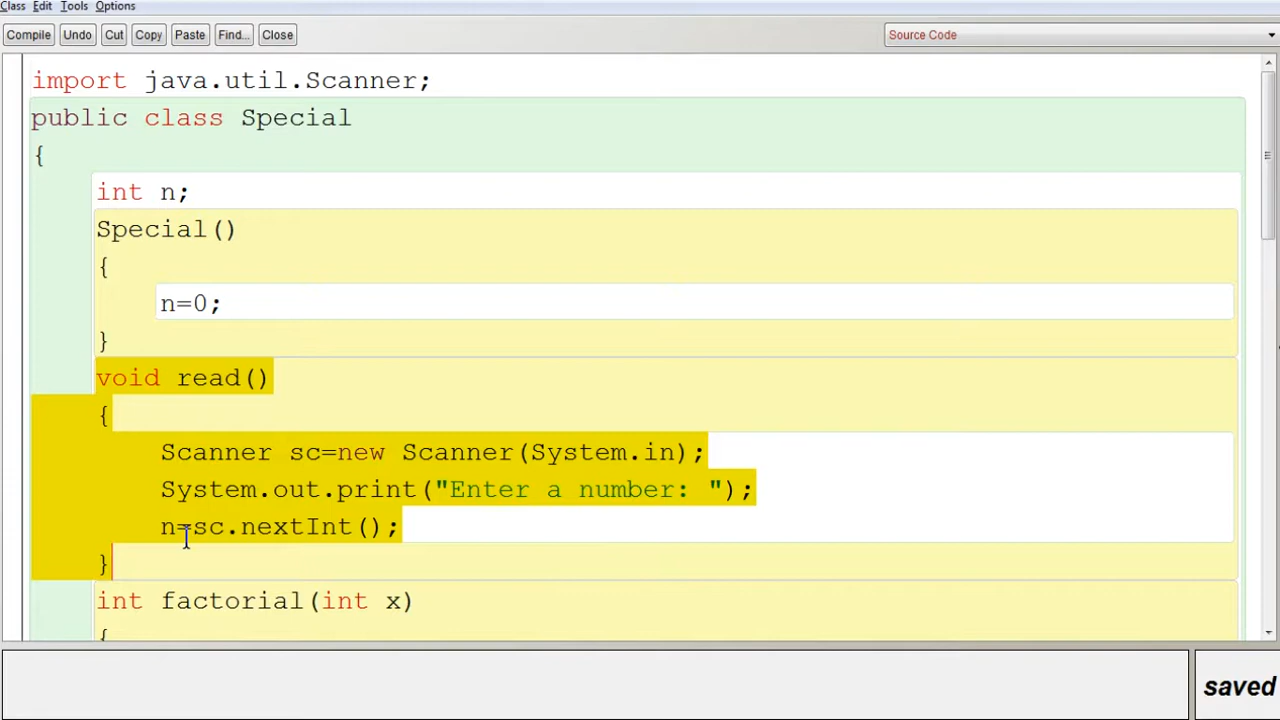 Class Edit Tools Options
Compile Undo Cut Copy Paste Find... Close Source Code
import java.util.Scanner;
public class Special
{
int n;
Special()
{
n=0;
}
void read()
{
Scanner sc=new Scanner(System.in);
System.out.print("Enter a number: ");
n=sc.nextInt();
}
int factorial(int x)
{
saved